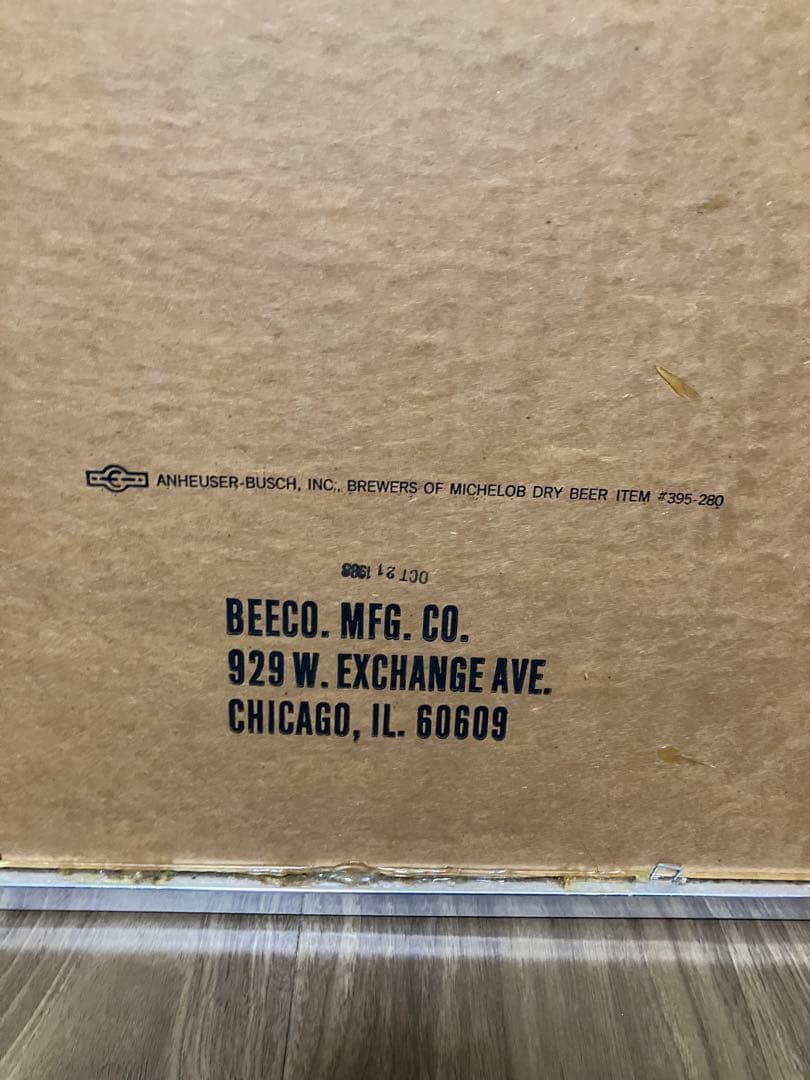 ANHEUSER-BUSCH, INC., BREWERS OF MICHELOB DRY BEER ITEM #395-280
OCT 21 1988
BEECO. MFG. CO.
929 W. EXCHANGE AVE.
CHICAGO, IL. 60609